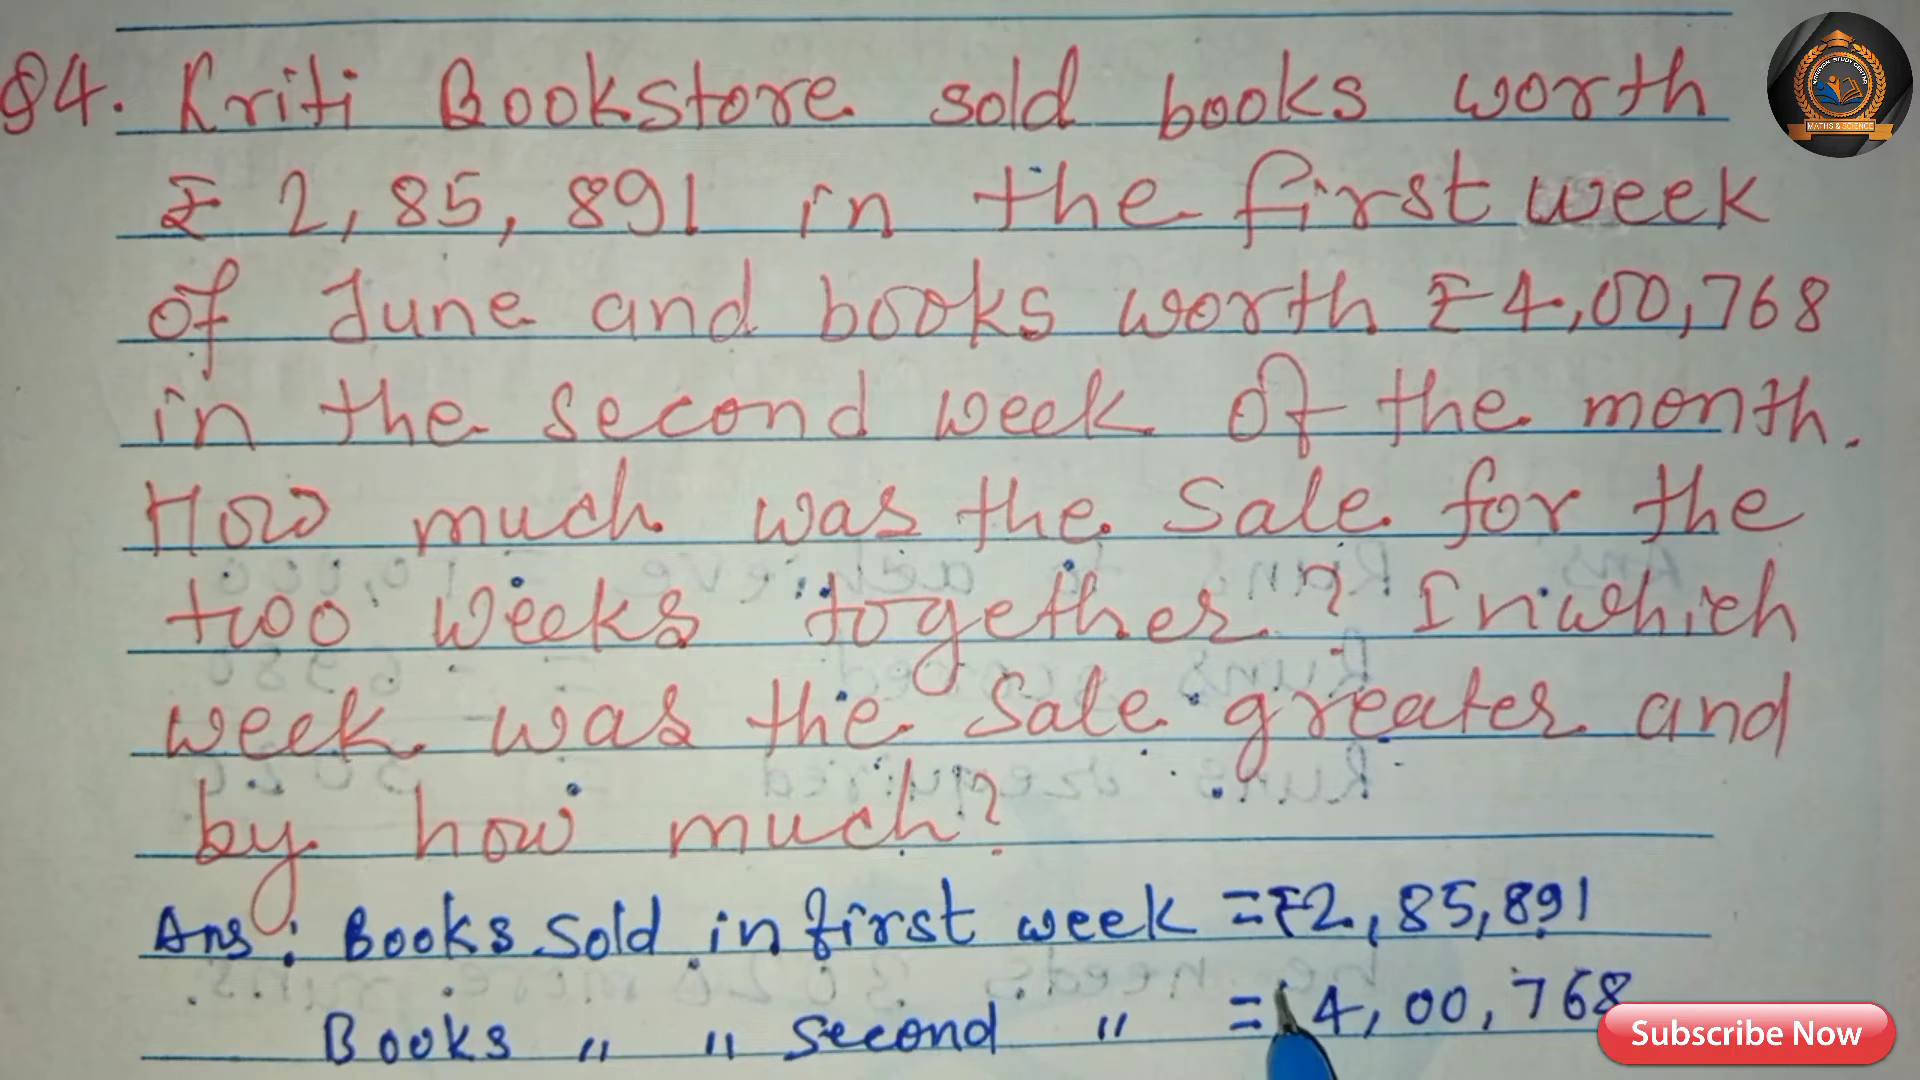 Q4. Kriti Bookstore sold books worth
₹ 2,85,891 in the first week
of June and books worth ₹4,00,768
in the second week of the month.
How much was the Sale for the
two weeks together? In which
week was the Sale greater and
by how much?
Ans: Books Sold in first week = ₹2,85,891
Books " " Second " = 4,00,768
Subscribe Now
MATHS & SCIENCE